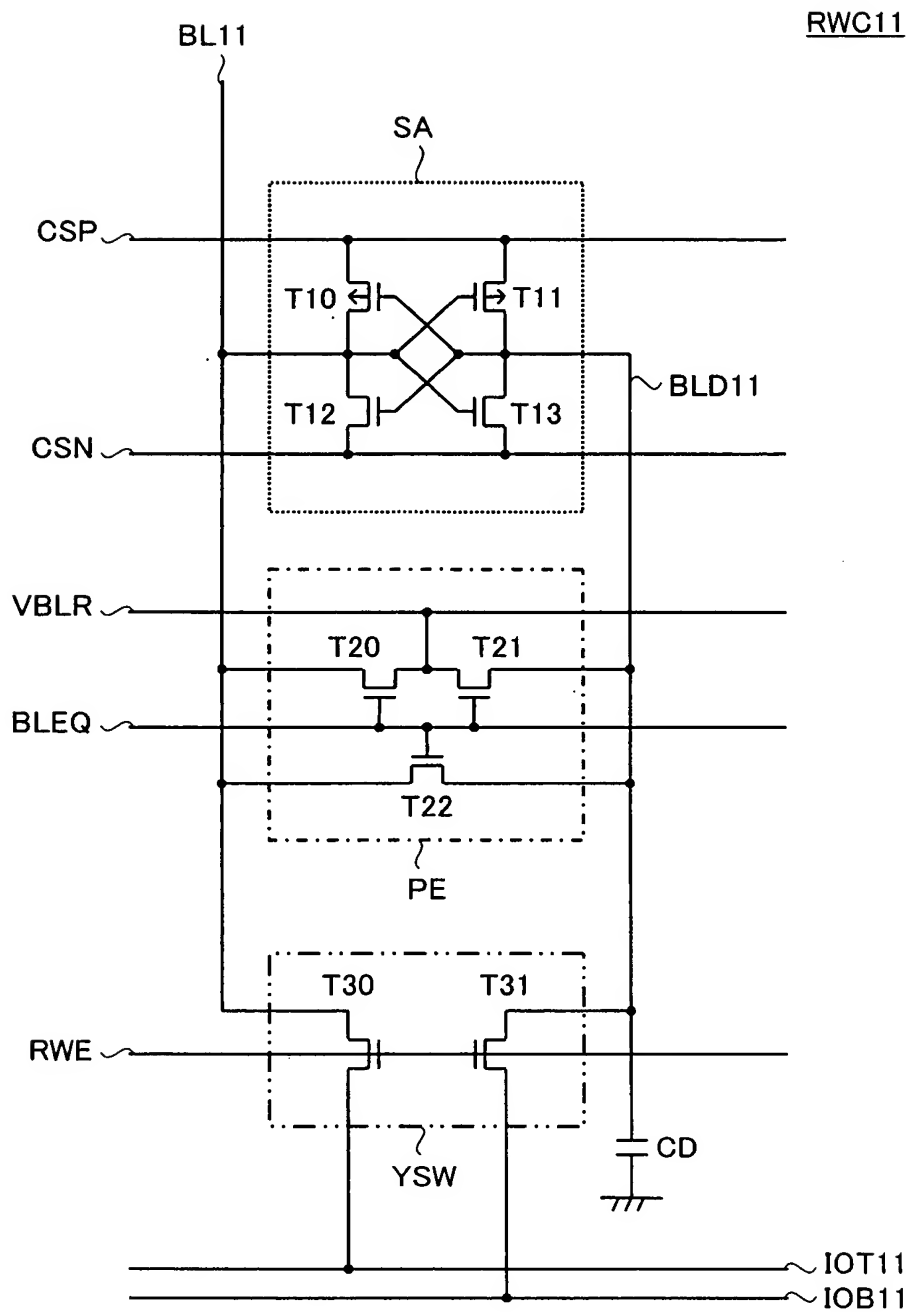 RWC11
BL11
SA
CSP
T10
T11
BLD11
T12
T13
CSN
VBLR
T20
T21
BLEQ
T22
PE
T30
T31
RWE
CD
YSW
IOT11
IOB11